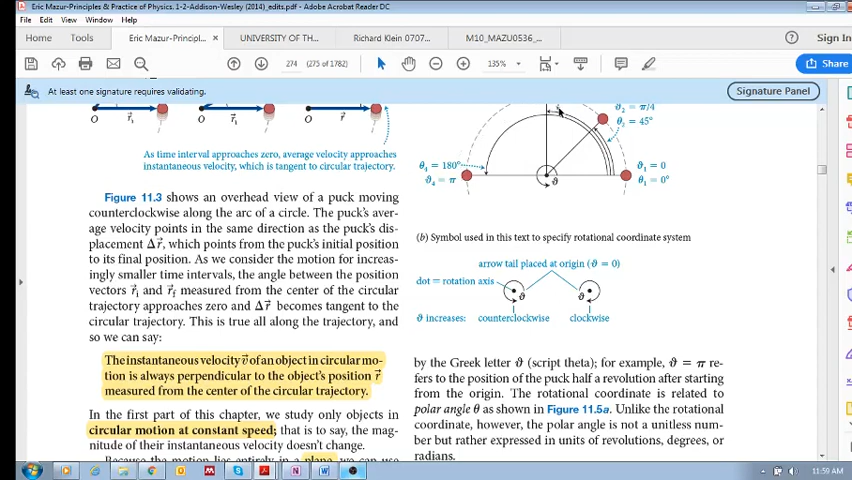 Eric Mazur-Principles & Practice of Physics. 1-2-Addison-Wesley (2014)_edits.pdf - Adobe Acrobat Reader DC
File Edit View Window Help
Home Tools Eric Mazur-Principl... × UNIVERSITY OF TH... Richard Klein 0707... M10_MAZU0536_... Sign In
274 (275 of 1782) 135% Share
At least one signature requires validating. Signature Panel
O r⃗i O r⃗i O r⃗
As time interval approaches zero, average velocity approaches
instantaneous velocity, which is tangent to circular trajectory.
Figure 11.3 shows an overhead view of a puck moving
counterclockwise along the arc of a circle. The puck's aver-
age velocity points in the same direction as the puck's dis-
placement Δr⃗, which points from the puck's initial position
to its final position. As we consider the motion for increas-
ingly smaller time intervals, the angle between the position
vectors r⃗i and r⃗f measured from the center of the circular
trajectory approaches zero and Δr⃗ becomes tangent to the
circular trajectory. This is true all along the trajectory, and
so we can say:
The instantaneous velocity v⃗ of an object in circular mo-
tion is always perpendicular to the object's position r⃗
measured from the center of the circular trajectory.
In the first part of this chapter, we study only objects in
circular motion at constant speed; that is to say, the mag-
nitude of their instantaneous velocity doesn't change.
Because the motion lies entirely in a plane, we can use
ϑ2 = π/4
θ2 = 45°
θ3 = 180°
ϑ4 = π
ϑ1 = 0
θ1 = 0°
ϑ
(b) Symbol used in this text to specify rotational coordinate system
arrow tail placed at origin (ϑ = 0)
dot = rotation axis
ϑ ϑ
ϑ increases: counterclockwise clockwise
by the Greek letter ϑ (script theta); for example, ϑ = π re-
fers to the position of the puck half a revolution after starting
from the origin. The rotational coordinate is related to
polar angle θ as shown in Figure 11.5a. Unlike the rotational
coordinate, however, the polar angle is not a unitless num-
ber but rather expressed in units of revolutions, degrees, or
radians.
11:59 AM